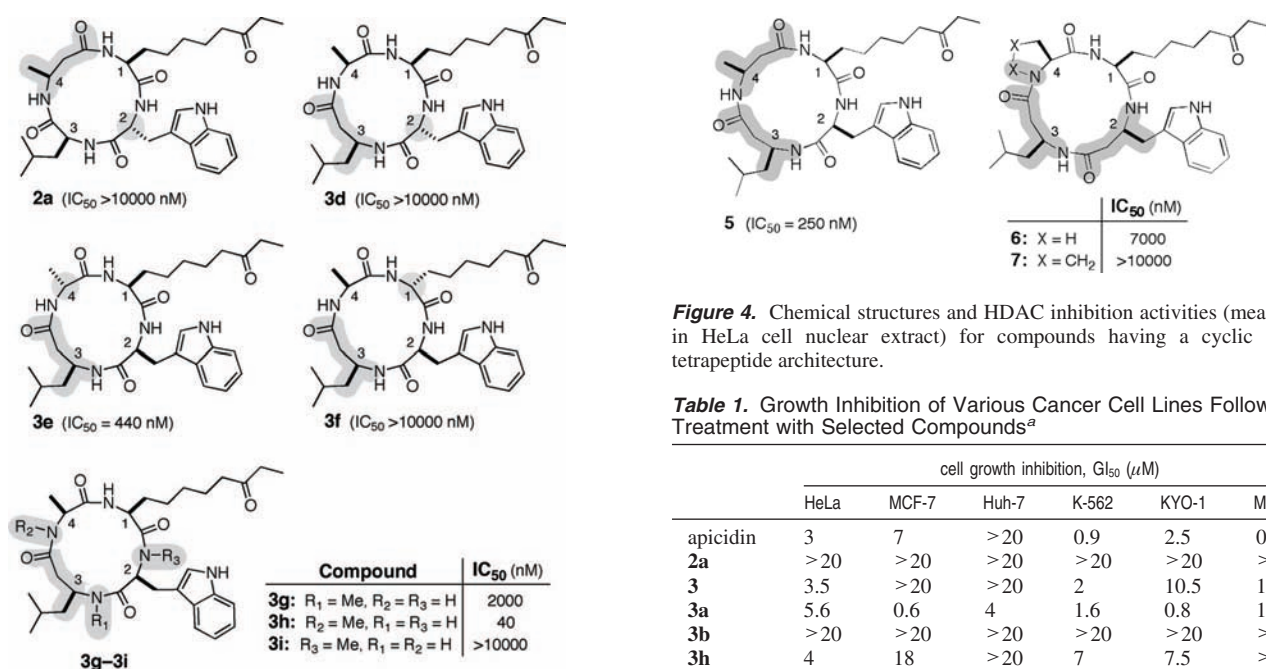 2a (IC50 >10000 nM)
3d (IC50 >10000 nM)
3e (IC50 = 440 nM)
3f (IC50 >10000 nM)
Compound IC50 (nM)
3g: R1 = Me, R2 = R3 = H 2000
3h: R2 = Me, R1 = R3 = H 40
3i: R3 = Me, R1 = R2 = H >10000
3g–3i
5 (IC50 = 250 nM)
IC50 (nM)
6: X = H 7000
7: X = CH2 >10000
Figure 4. Chemical structures and HDAC inhibition activities (mea
in HeLa cell nuclear extract) for compounds having a cyclic
tetrapeptide architecture.
Table 1. Growth Inhibition of Various Cancer Cell Lines Follow
Treatment with Selected Compoundsa
cell growth inhibition, GI50 (μM)
HeLa MCF-7 Huh-7 K-562 KYO-1 M
apicidin 3 7 >20 0.9 2.5 0
2a >20 >20 >20 >20 >20 >
3 3.5 >20 >20 2 10.5 1
3a 5.6 0.6 4 1.6 0.8 1
3b >20 >20 >20 >20 >20 >
3h 4 18 >20 7 7.5 >